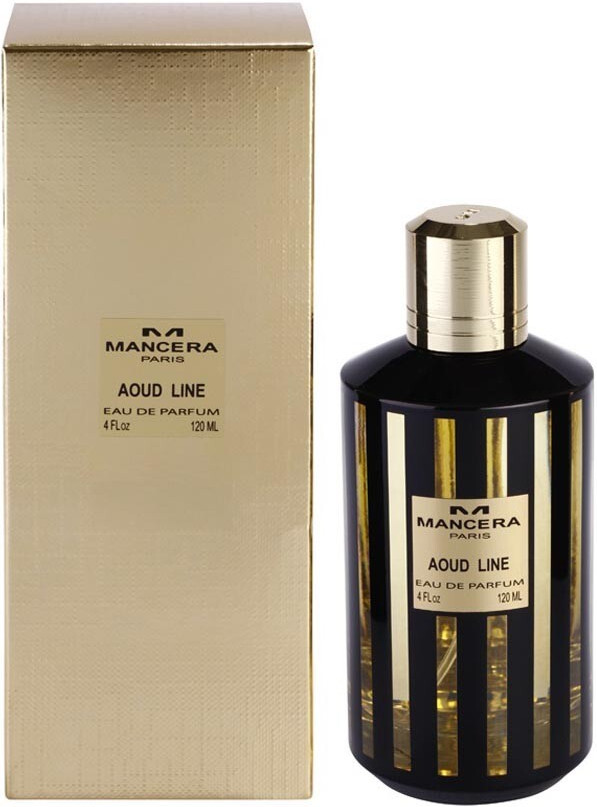 MANCERA
PARIS
AOUD LINE
EAU DE PARFUM
4 FLoz 120 ML
MANCERA
PARIS
AOUD LINE
EAU DE PARFUM
4 FLoz 120 ML